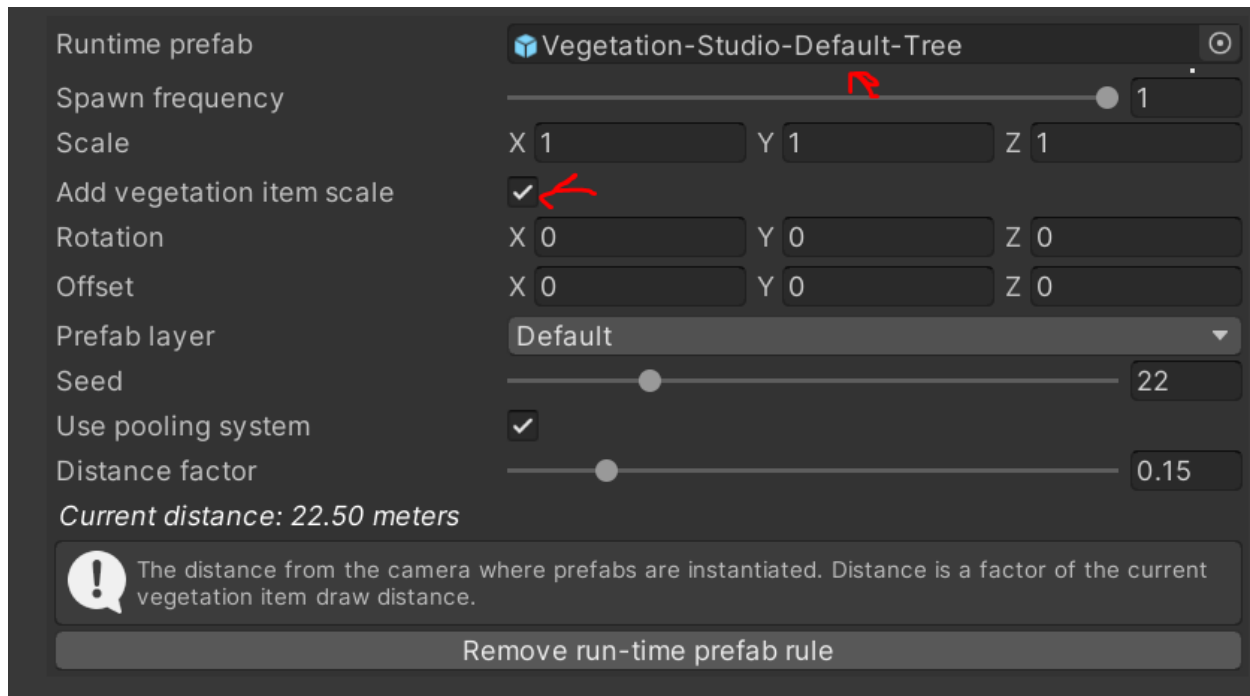 Runtime prefab Vegetation-Studio-Default-Tree
Spawn frequency 1
Scale X 1 Y 1 Z 1
Add vegetation item scale
Rotation X 0 Y 0 Z 0
Offset X 0 Y 0 Z 0
Prefab layer Default
Seed 22
Use pooling system
Distance factor 0.15
Current distance: 22.50 meters
The distance from the camera where prefabs are instantiated. Distance is a factor of the current
vegetation item draw distance.
Remove run-time prefab rule